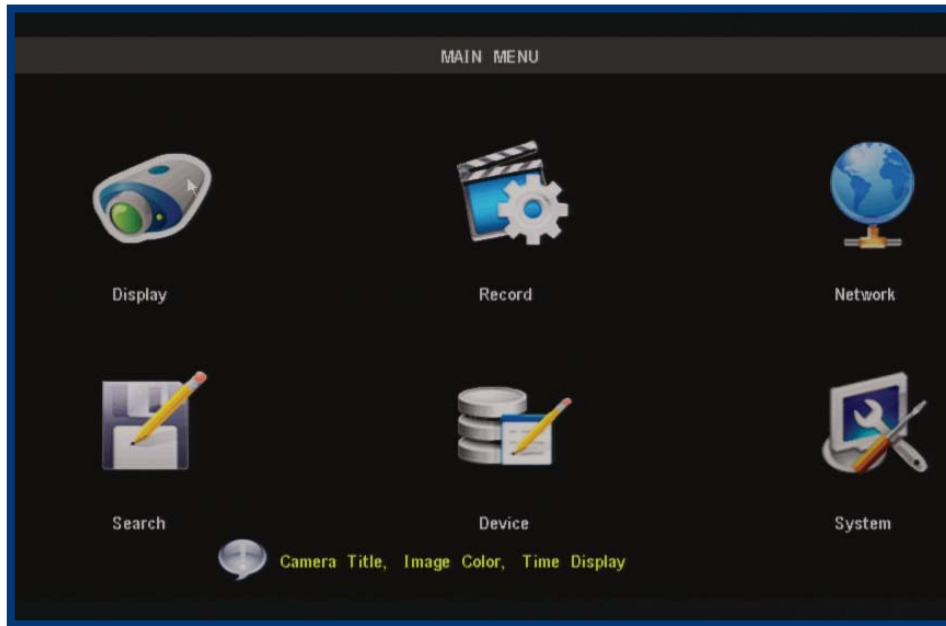 MAIN MENU
Display
Record
Network
Search
Device
System
Camera Title, Image Color, Time Display